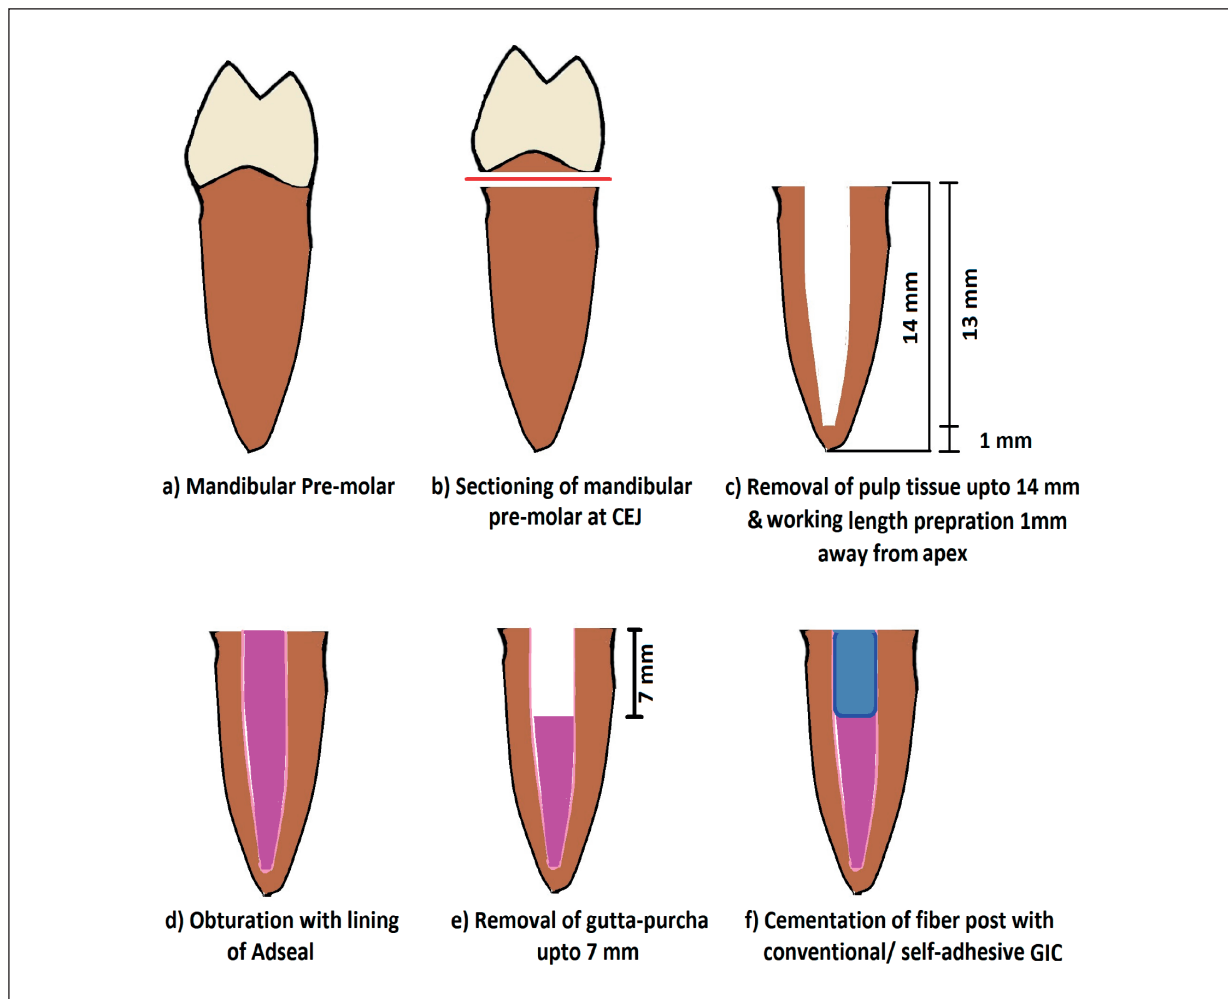 14 mm
13 mm
1 mm
a) Mandibular Pre-molar
b) Sectioning of mandibular
pre-molar at CEJ
c) Removal of pulp tissue upto 14 mm
& working length prepration 1mm
away from apex
7 mm
d) Obturation with lining
of Adseal
e) Removal of gutta-purcha
upto 7 mm
f) Cementation of fiber post with
conventional/ self-adhesive GIC